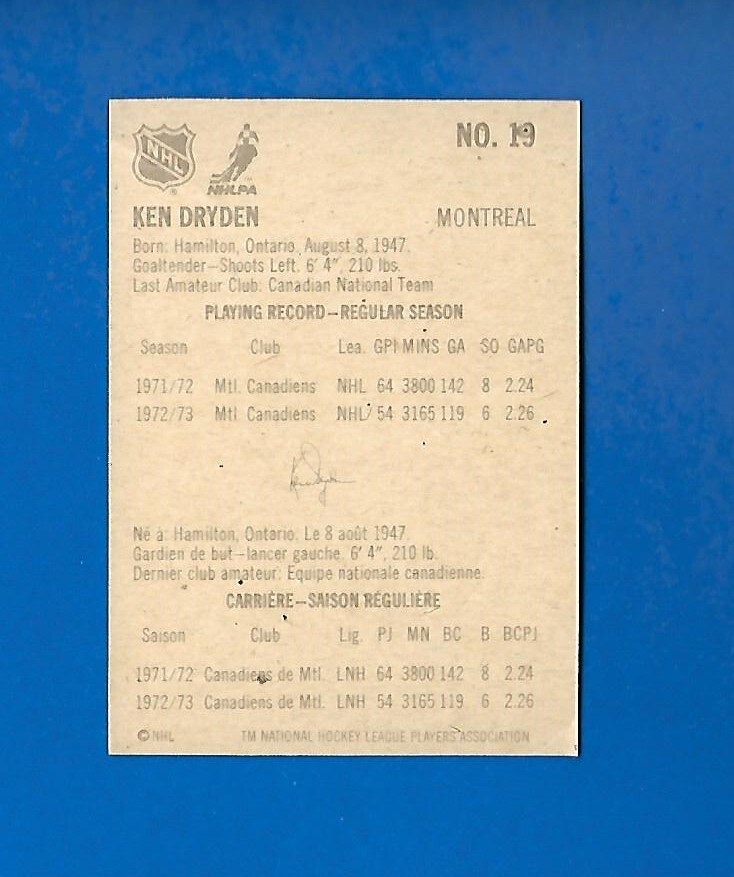 NO. 19
NHL
NHLPA
KEN DRYDEN MONTREAL
Born: Hamilton, Ontario, August 8, 1947.
Goaltender–Shoots Left. 6' 4", 210 lbs.
Last Amateur Club: Canadian National Team
PLAYING RECORD–REGULAR SEASON
Season Club Lea. GPI MINS GA SO GAPG
1971/72 Mtl. Canadiens NHL 64 3800 142 8 2.24
1972/73 Mtl. Canadiens NHL 54 3165 119 6 2.26
Né à: Hamilton, Ontario. Le 8 août 1947.
Gardien de but–lancer gauche. 6' 4", 210 lb.
Dernier club amateur: Equipe nationale canadienne.
CARRIÈRE–SAISON RÉGULIÈRE
Saison Club Lig. PJ MN BC B BCPJ
1971/72 Canadiens de Mtl. LNH 64 3800 142 8 2.24
1972/73 Canadiens de Mtl. LNH 54 3165 119 6 2.26
© NHL TM NATIONAL HOCKEY LEAGUE PLAYERS ASSOCIATION